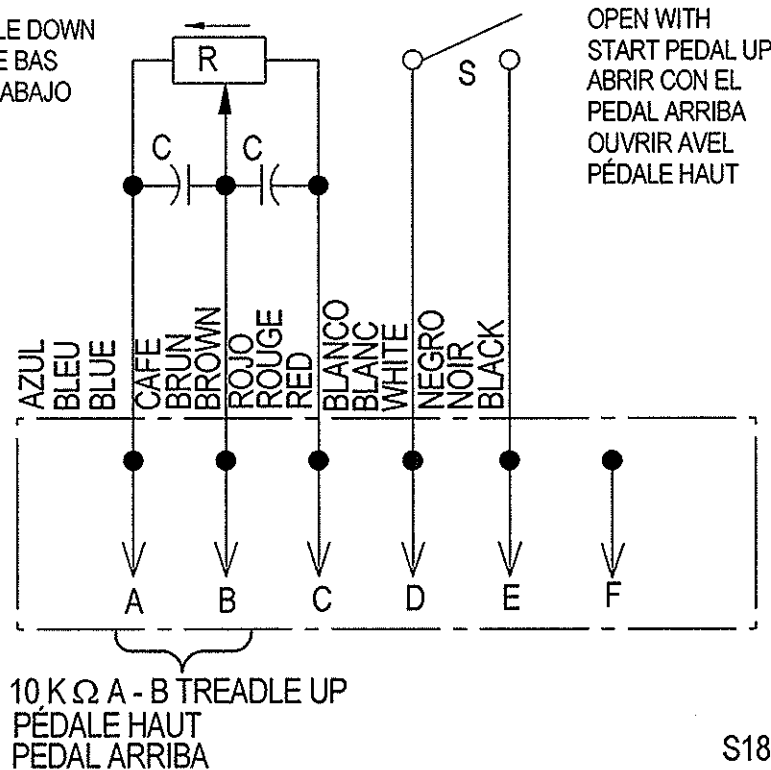 LE DOWN
E BAS
ABAJO
R
C
C
S
OPEN WITH
START PEDAL UP
ABRIR CON EL
PEDAL ARRIBA
OUVRIR AVEL
PÉDALE HAUT
AZUL
BLEU
BLUE
CAFE
BRUN
BROWN
ROJO
ROUGE
RED
BLANCO
BLANC
WHITE
NEGRO
NOIR
BLACK
A B C D E F
10 K Ω A - B TREADLE UP
PÉDALE HAUT
PEDAL ARRIBA
S18